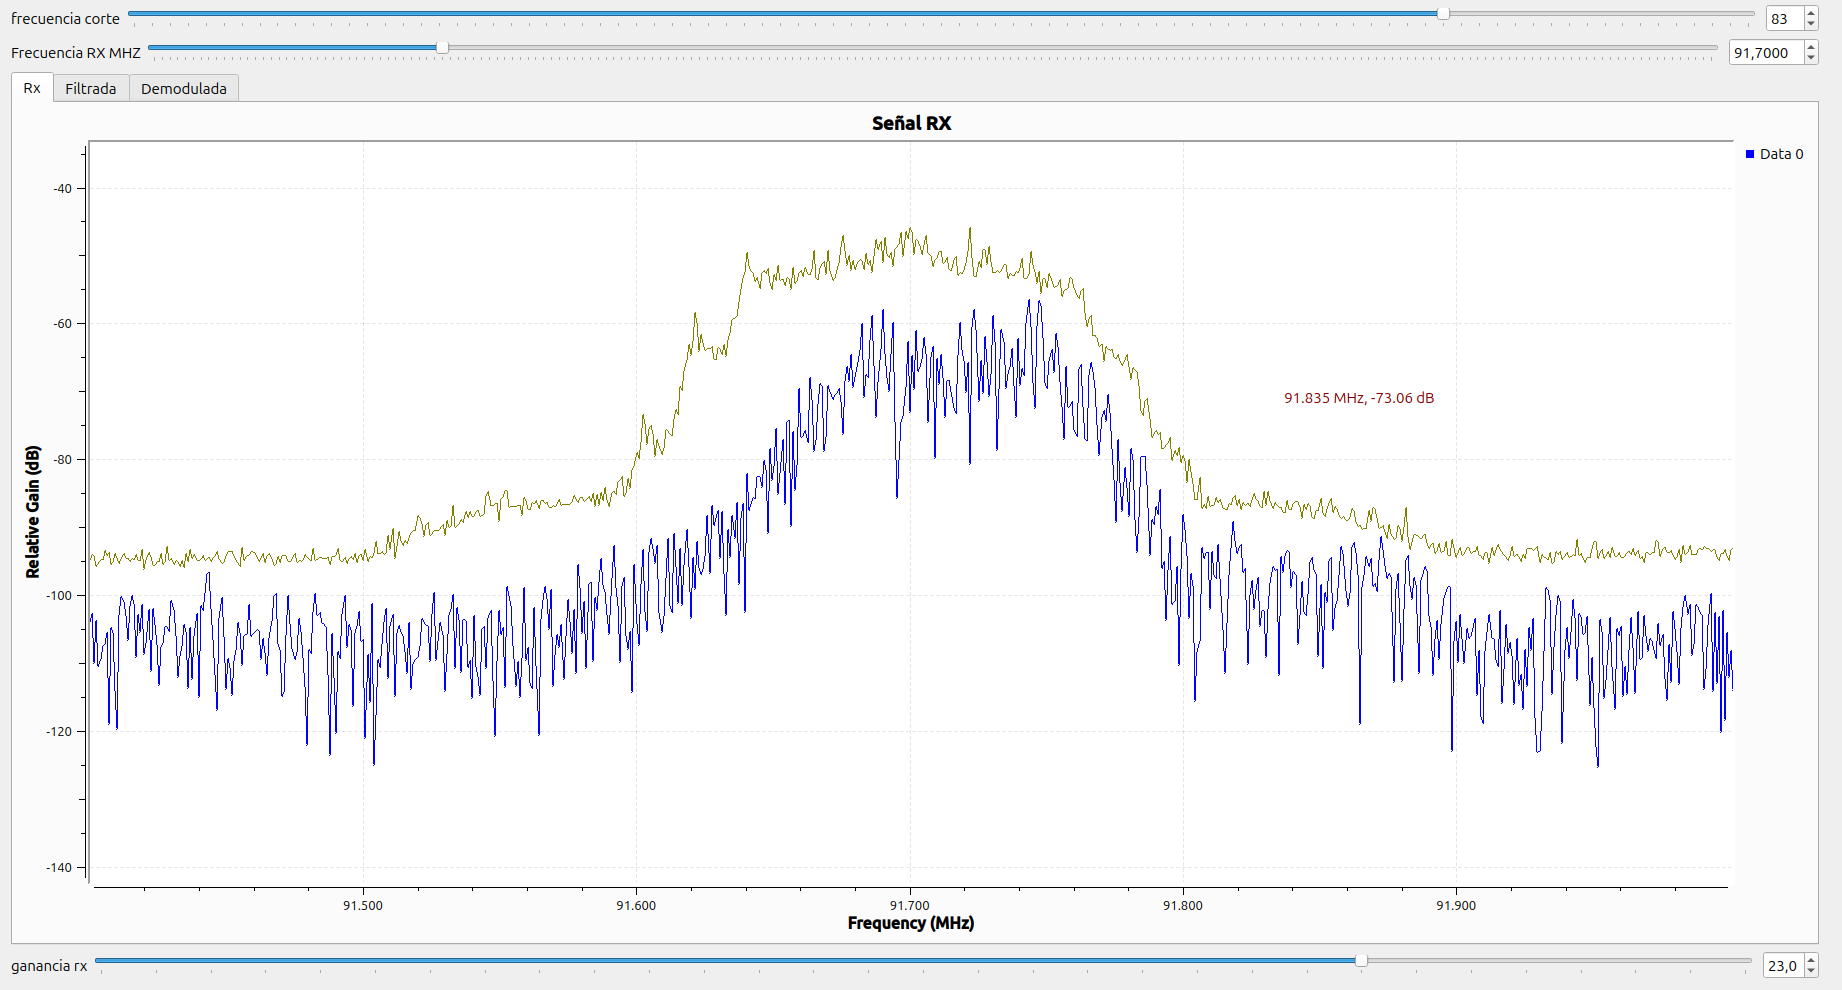 frecuencia corte 83
Frecuencia RX MHZ 91,7000
Rx Filtrada Demodulada
Señal RX
Data 0
-40
-60
-80
-100
-120
-140
Relative Gain (dB)
91.835 MHz, -73.06 dB
91.500 91.600 91.700 91.800 91.900
Frequency (MHz)
ganancia rx 23,0